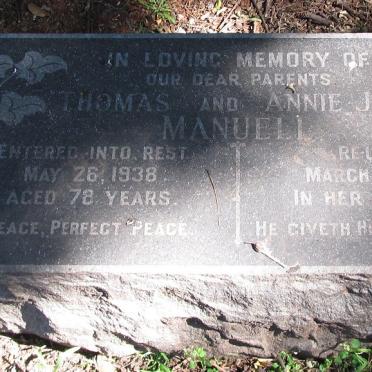 IN LOVING MEMORY OF
OUR DEAR PARENTS
THOMAS AND ANNIE J
MANUELL
ENTERED INTO REST
MAY 26, 1938.
AGED 78 YEARS.
PEACE, PERFECT PEACE.
RE-U
MARCH
IN HER
HE GIVETH H